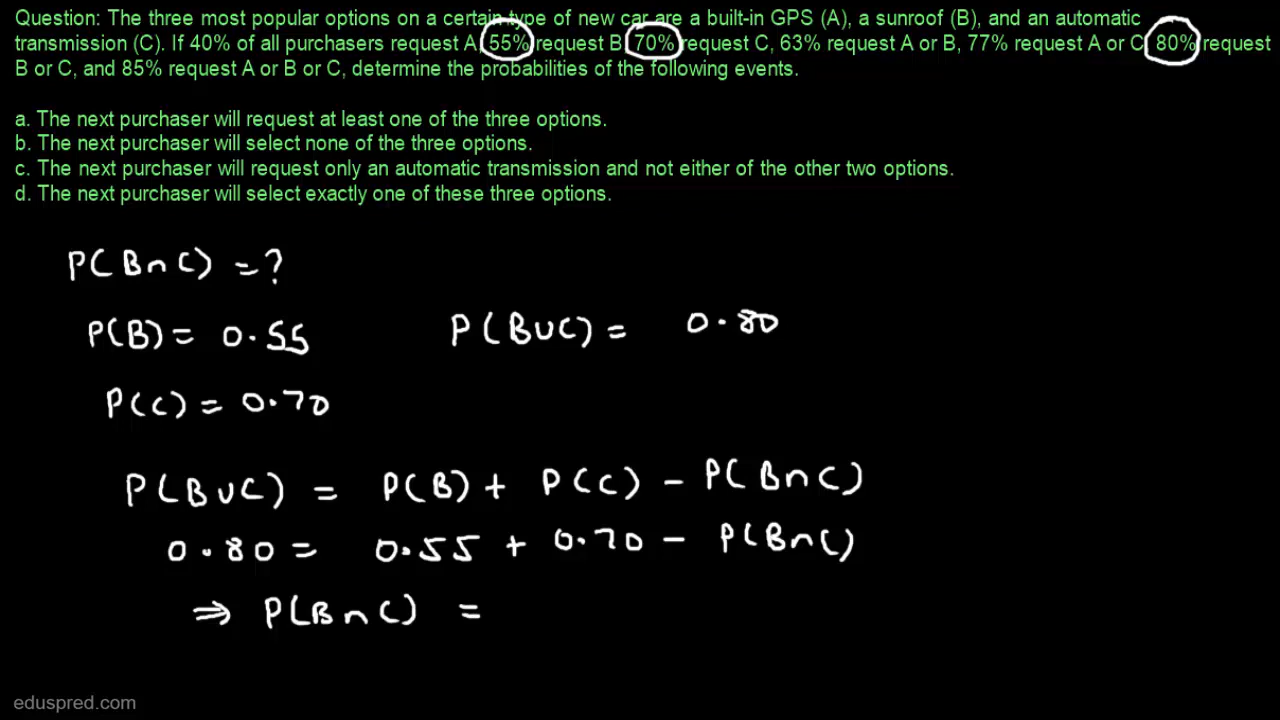 Question: The three most popular options on a certain type of new car are a built-in GPS (A), a sunroof (B), and an automatic
transmission (C). If 40% of all purchasers request A, 55% request B, 70% request C, 63% request A or B, 77% request A or C, 80% request
B or C, and 85% request A or B or C, determine the probabilities of the following events.
a. The next purchaser will request at least one of the three options.
b. The next purchaser will select none of the three options.
c. The next purchaser will request only an automatic transmission and not either of the other two options.
d. The next purchaser will select exactly one of these three options.
P(B∩C) = ?
P(B) = 0.55 P(B∪C) = 0.80
P(C) = 0.70
P(B∪C) = P(B) + P(C) - P(B∩C)
0.80 = 0.55 + 0.70 - P(B∩C)
⇒ P(B∩C) =
eduspred.com